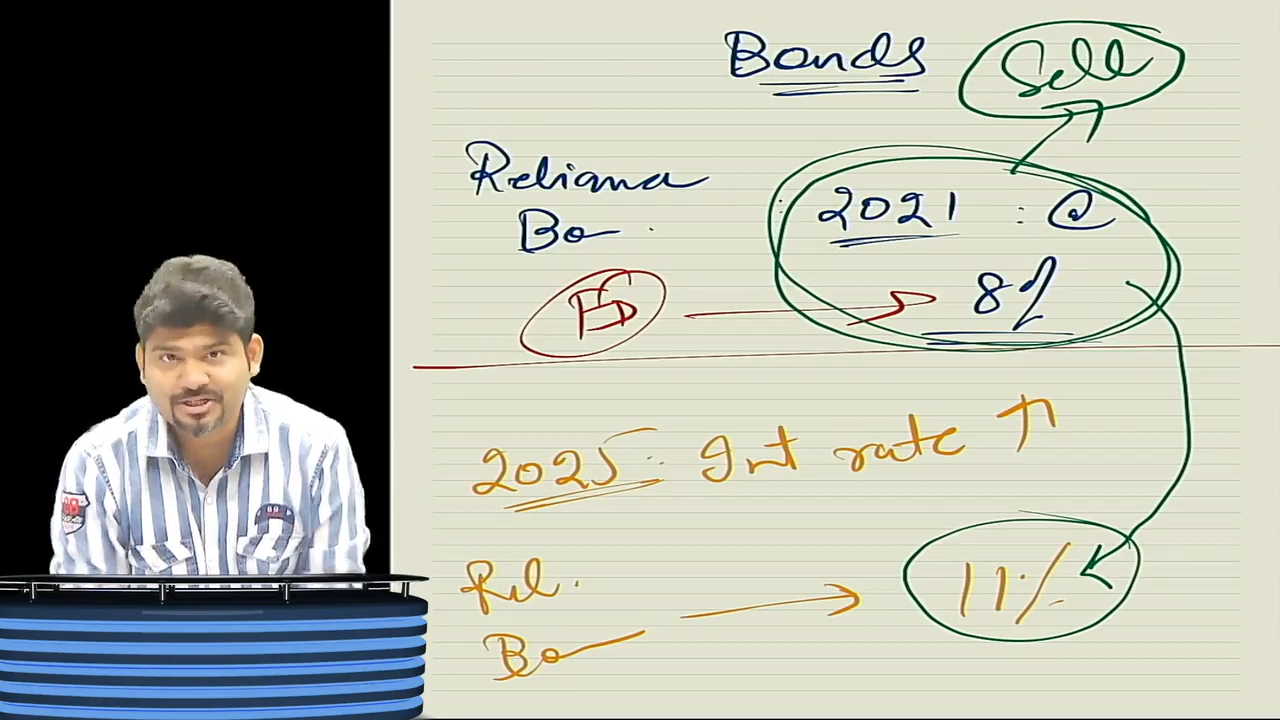 Bonds
Sell
Reliance
Bo
2021 : @
8%
FD
2025 : Int rate ↑
Rel.
Bo
11%